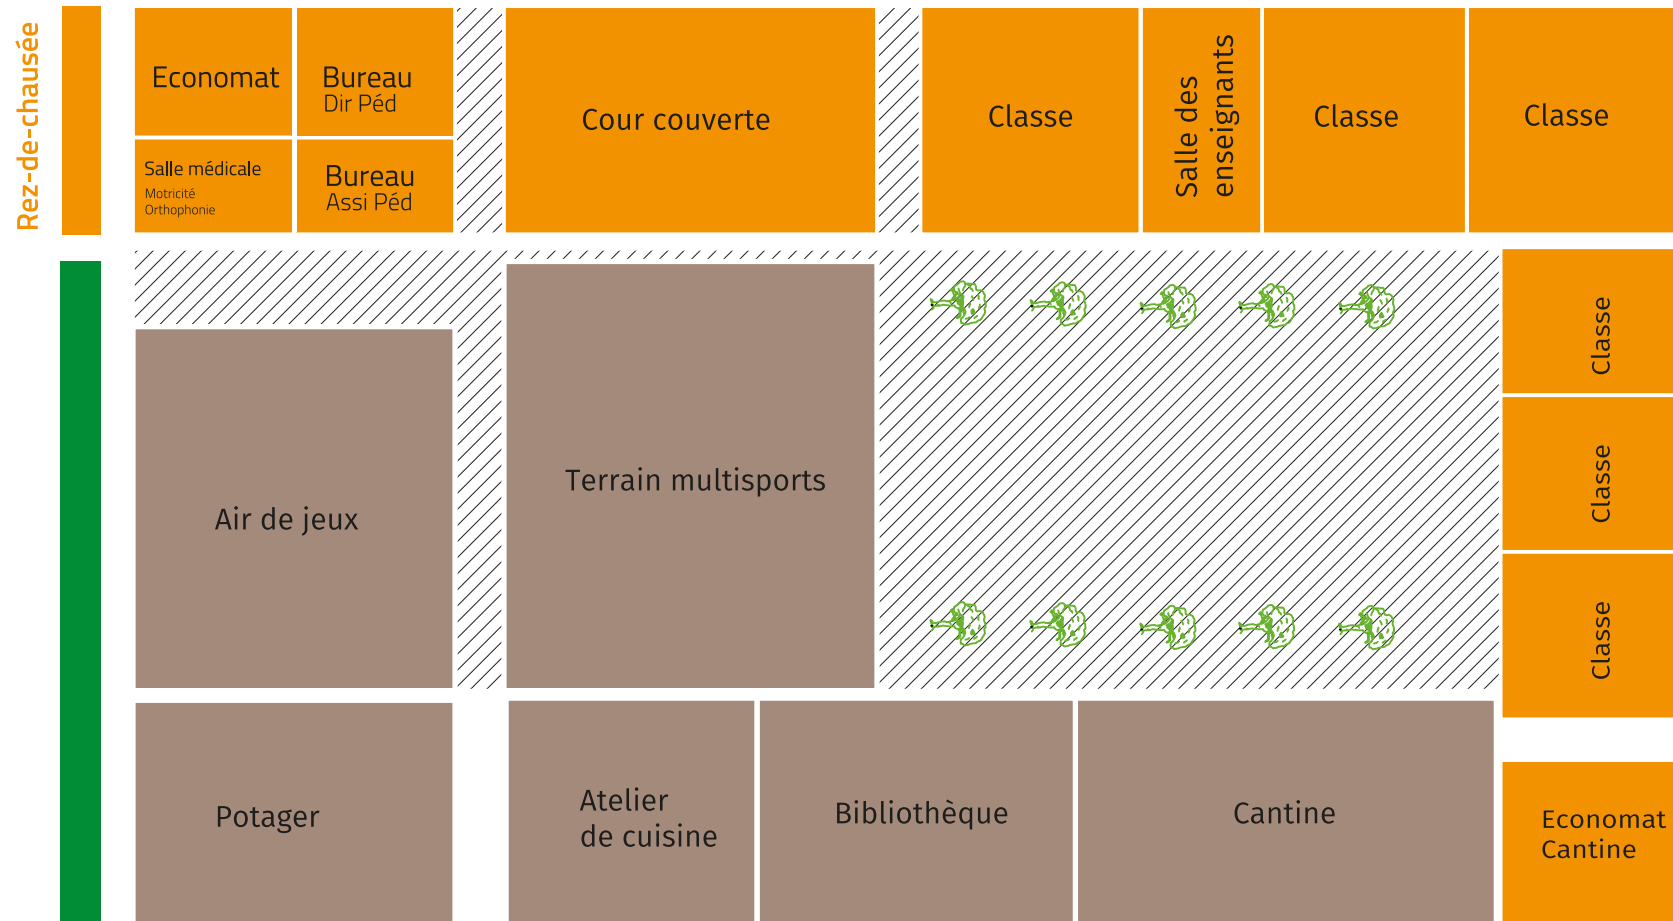 Rez-de-chausée
Economat
Bureau
Dir Péd
Salle médicale
Motricité
Orthophonie
Bureau
Assi Péd
Cour couverte
Classe
Salle des
enseignants
Classe
Classe
Air de jeux
Terrain multisports
Classe
Classe
Classe
Potager
Atelier
de cuisine
Bibliothèque
Cantine
Economat
Cantine